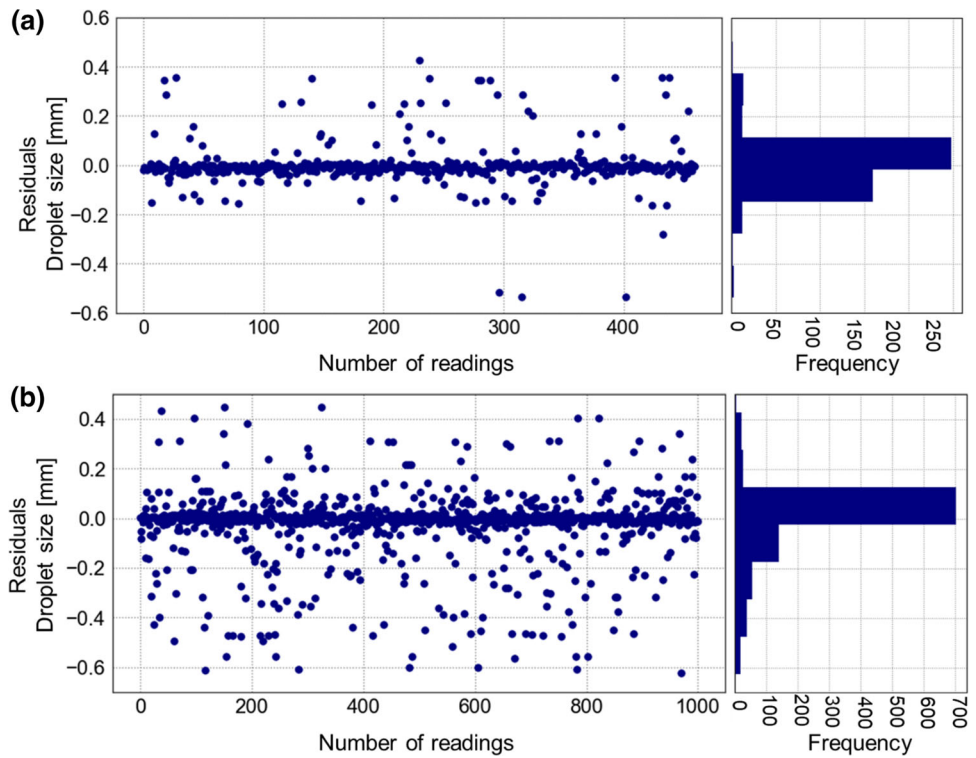 (a)
Residuals
Droplet size [mm]
0.6
0.4
0.2
0.0
−0.2
−0.4
−0.6
0 100 200 300 400
Number of readings
0 50 100 150 200 250
Frequency
(b)
Residuals
Droplet size [mm]
0.4
0.2
0.0
−0.2
−0.4
−0.6
0 200 400 600 800 1000
Number of readings
0 100 200 300 400 500 600 700
Frequency